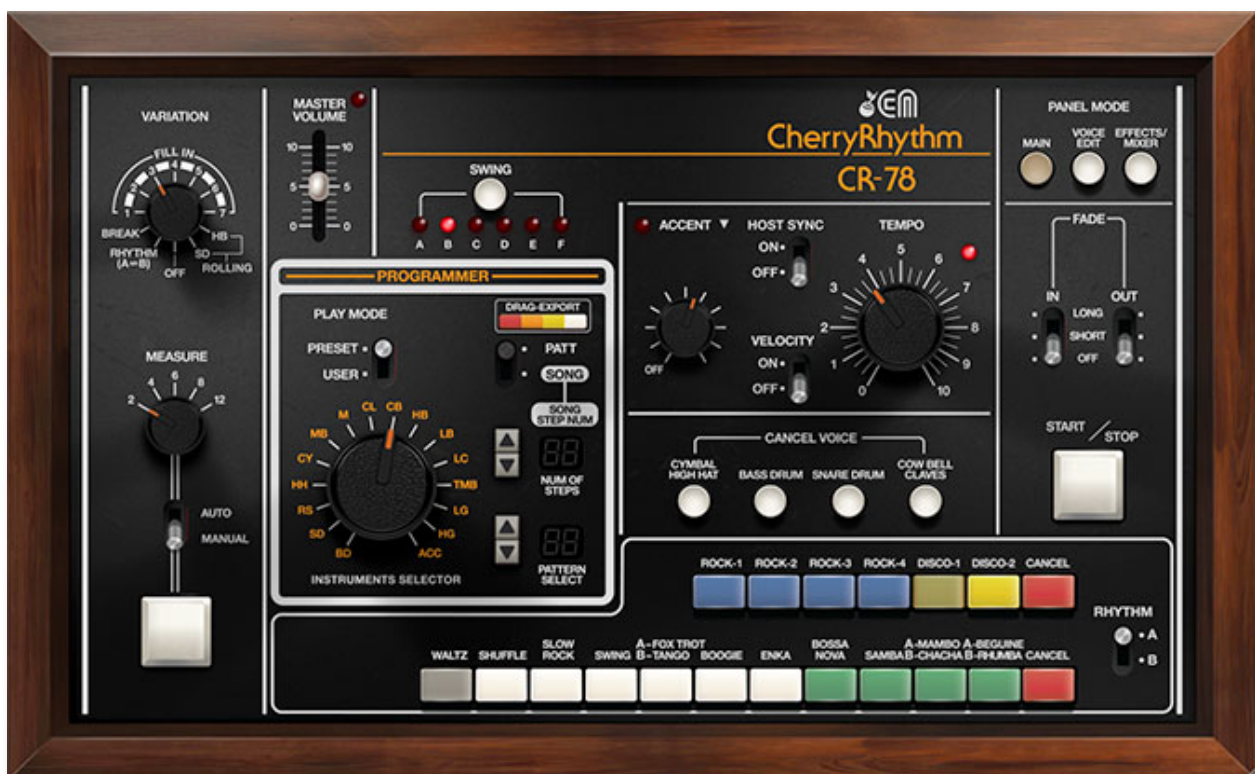 VARIATION
FILL IN
1 2 3 4 5 6 7
BREAK
RHYTHM
(A↔B)
OFF
SD
HB
ROLLING
MEASURE
2 4 6 8 12
AUTO
MANUAL
MASTER
VOLUME
10 10
5 5
0 0
SWING
A B C D E F
EM
CherryRhythm
CR-78
PROGRAMMER
PLAY MODE
PRESET
USER
DRAG-EXPORT
PATT
SONG
SONG
STEP NUM
NUM OF
STEPS
PATTERN
SELECT
BD SD RS HH CY MB M CL CB HB LB LC TMB LG HG ACC
INSTRUMENTS SELECTOR
ACCENT ▼
OFF
HOST SYNC
ON
OFF
VELOCITY
ON
OFF
TEMPO
0 1 2 3 4 5 6 7 8 9 10
CANCEL VOICE
CYMBAL
HIGH HAT
BASS DRUM
SNARE DRUM
COW BELL
CLAVES
PANEL MODE
MAIN
VOICE
EDIT
EFFECTS/
MIXER
FADE
IN OUT
LONG
SHORT
OFF
START/STOP
ROCK-1 ROCK-2 ROCK-3 ROCK-4 DISCO-1 DISCO-2 CANCEL
RHYTHM
A
B
WALTZ
SHUFFLE
SLOW
ROCK
SWING
A-FOX TROT
B-TANGO
BOOGIE
ENKA
BOSSA
NOVA
SAMBA
A-MAMBO
B-CHACHA
A-BEGUINE
B-RHUMBA
CANCEL